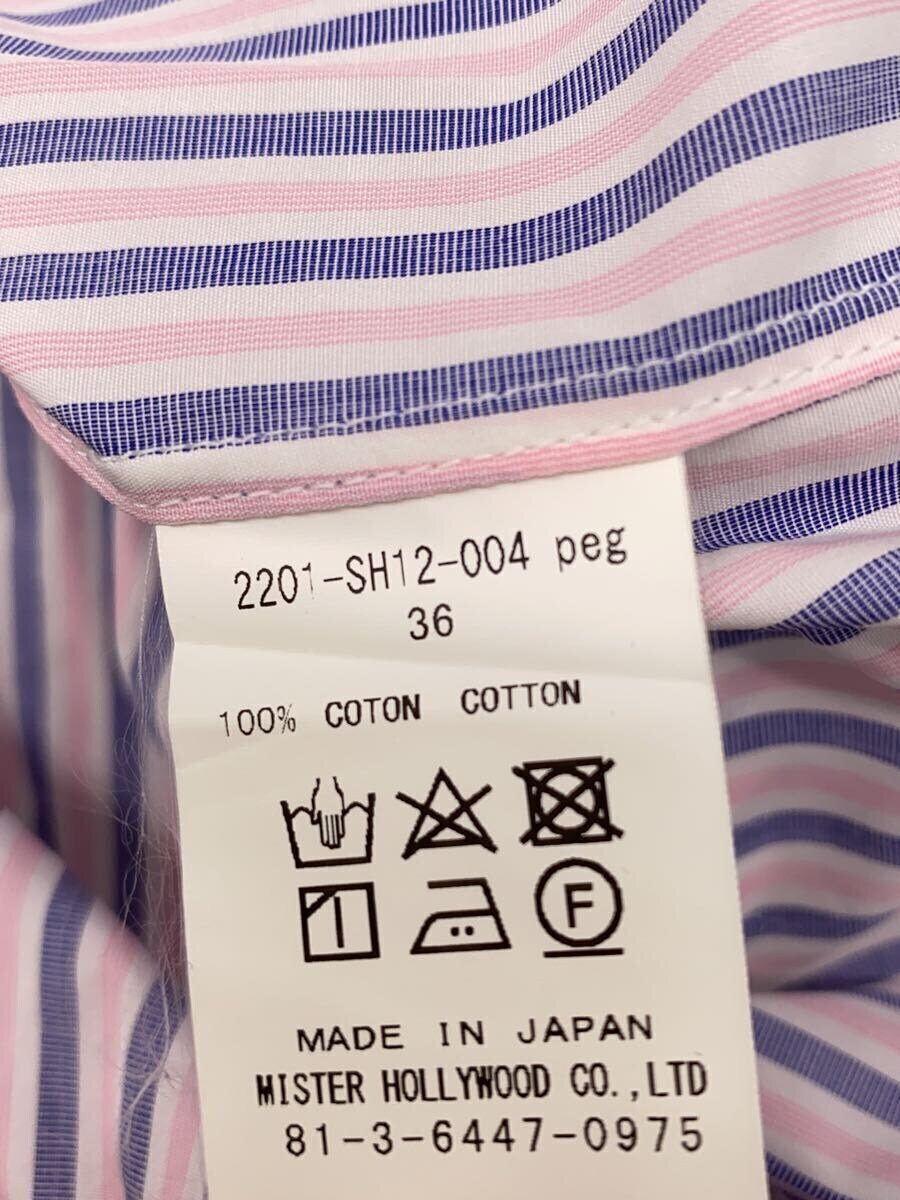 2201-SH12-004 peg
36
100% COTON COTTON
F
MADE IN JAPAN
MISTER HOLLYWOOD CO.,LTD
81-3-6447-0975